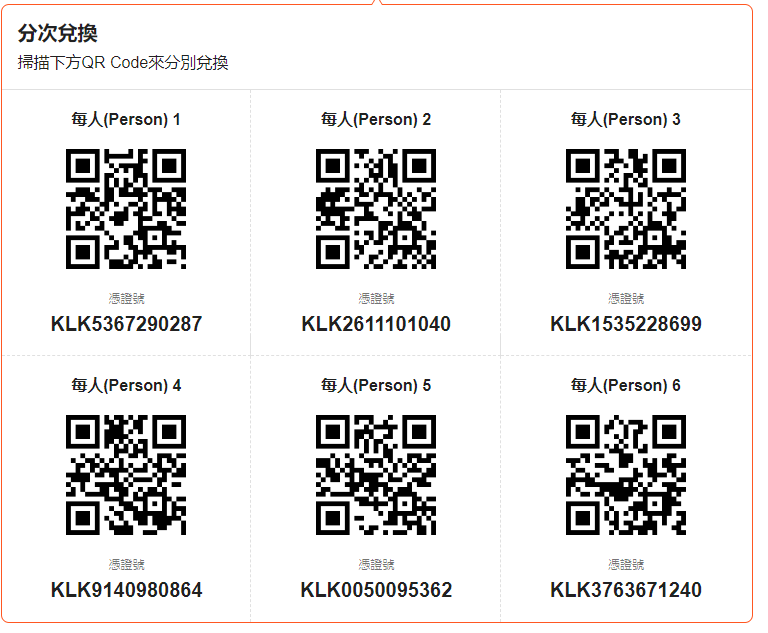 分次兌換
掃描下方QR Code來分別兌換
每人(Person) 1
每人(Person) 2
每人(Person) 3
憑證號
憑證號
憑證號
KLK5367290287
KLK2611101040
KLK1535228699
每人(Person) 4
每人(Person) 5
每人(Person) 6
憑證號
憑證號
憑證號
KLK9140980864
KLK0050095362
KLK3763671240